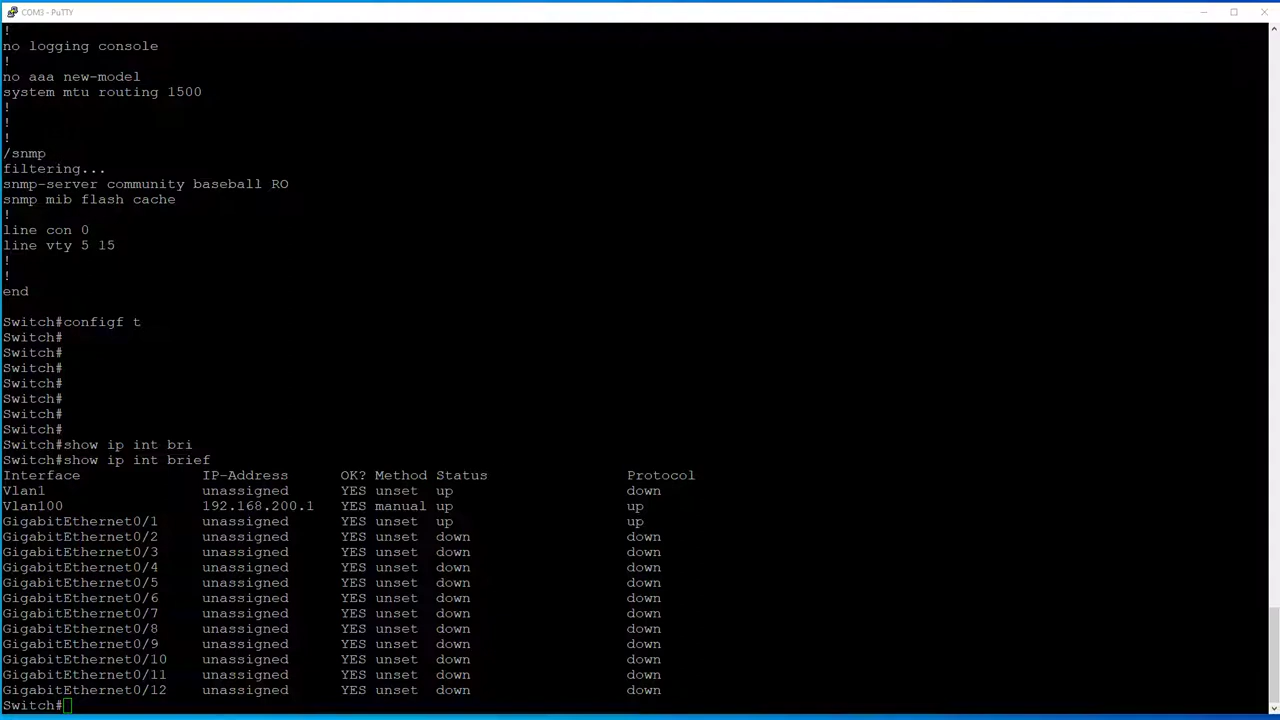 COM3 - PuTTY
!
no logging console
!
no aaa new-model
system mtu routing 1500
!
!
!
/snmp
filtering...
snmp-server community baseball RO
snmp mib flash cache
!
line con 0
line vty 5 15
!
!
end
Switch#configf t
Switch#
Switch#
Switch#
Switch#
Switch#
Switch#
Switch#
Switch#show ip int bri
Switch#show ip int brief
Interface IP-Address OK? Method Status Protocol
Vlan1 unassigned YES unset up down
Vlan100 192.168.200.1 YES manual up up
GigabitEthernet0/1 unassigned YES unset up up
GigabitEthernet0/2 unassigned YES unset down down
GigabitEthernet0/3 unassigned YES unset down down
GigabitEthernet0/4 unassigned YES unset down down
GigabitEthernet0/5 unassigned YES unset down down
GigabitEthernet0/6 unassigned YES unset down down
GigabitEthernet0/7 unassigned YES unset down down
GigabitEthernet0/8 unassigned YES unset down down
GigabitEthernet0/9 unassigned YES unset down down
GigabitEthernet0/10 unassigned YES unset down down
GigabitEthernet0/11 unassigned YES unset down down
GigabitEthernet0/12 unassigned YES unset down down
Switch#